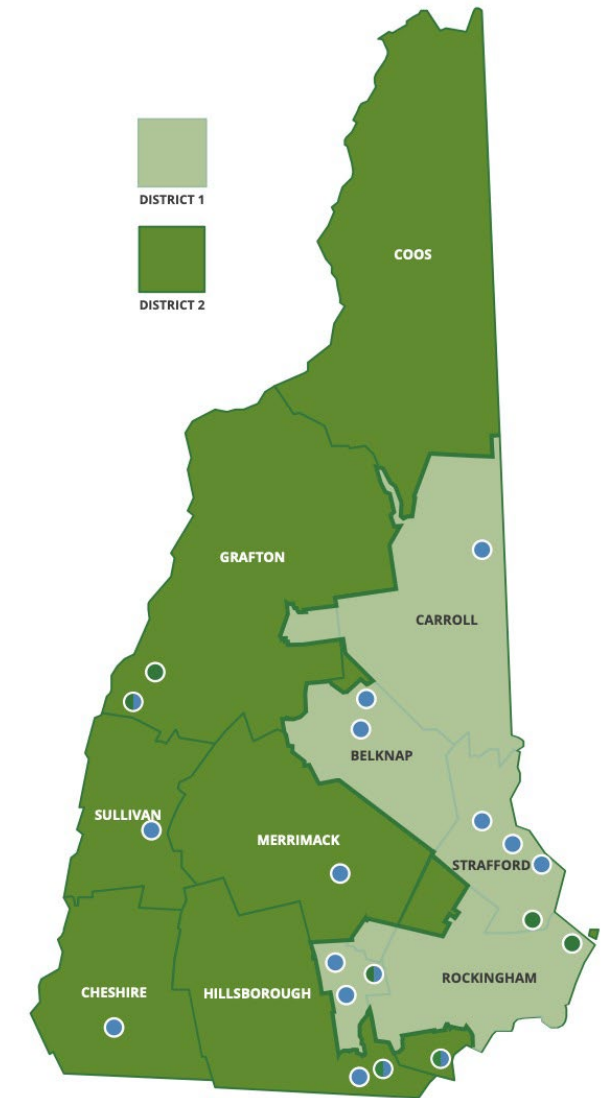 DISTRICT 1
DISTRICT 2
COOS
GRAFTON
CARROLL
BELKNAP
SULLIVAN
MERRIMACK
STRAFFORD
CHESHIRE
HILLSBOROUGH
ROCKINGHAM